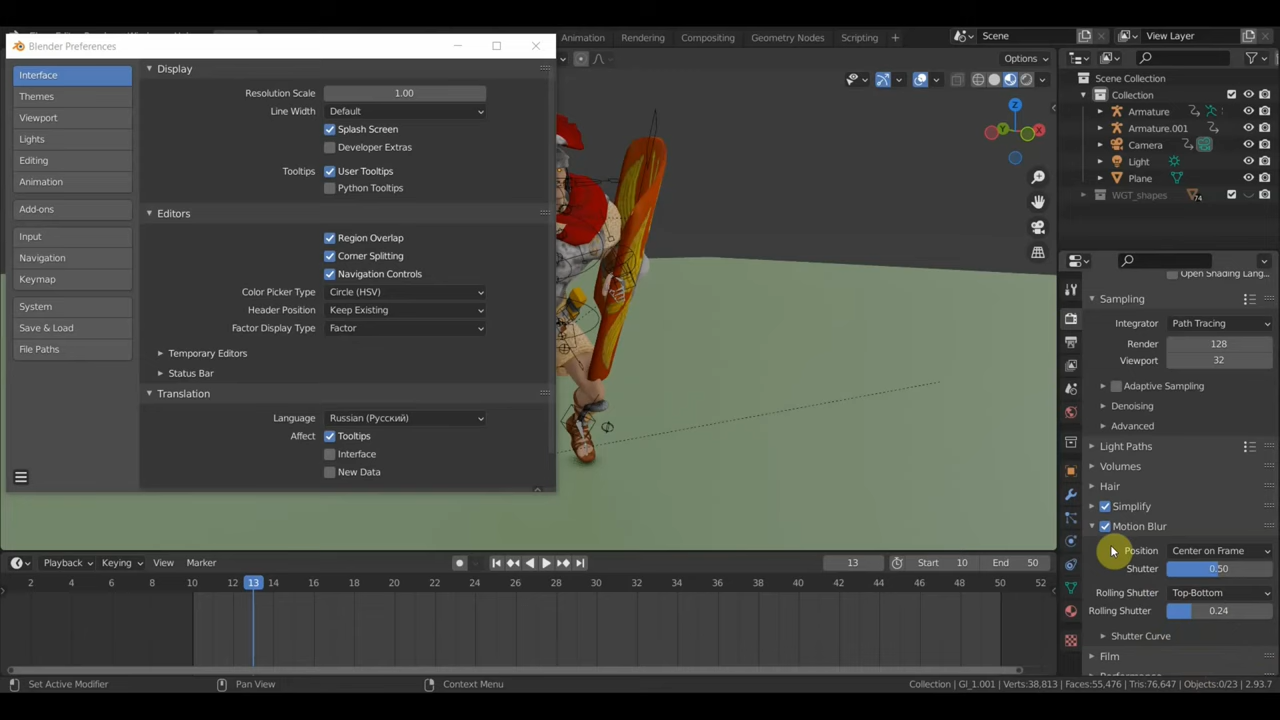 Blender Preferences
Animation Rendering Compositing Geometry Nodes Scripting
Scene View Layer
Interface
Themes
Viewport
Lights
Editing
Animation
Add-ons
Input
Navigation
Keymap
System
Save & Load
File Paths
Display
Resolution Scale 1.00
Line Width Default
Splash Screen
Developer Extras
Tooltips User Tooltips
Python Tooltips
Editors
Region Overlap
Corner Splitting
Navigation Controls
Color Picker Type Circle (HSV)
Header Position Keep Existing
Factor Display Type Factor
Temporary Editors
Status Bar
Translation
Language Russian (Русский)
Affect Tooltips
Interface
New Data
Options
Z
Y
X
Scene Collection
Collection
Armature
Armature.001
Camera
Light
Plane
WGT_shapes 74
Open Shading Lang...
Sampling
Integrator Path Tracing
Render 128
Viewport 32
Adaptive Sampling
Denoising
Advanced
Light Paths
Volumes
Hair
Simplify
Motion Blur
Position Center on Frame
Shutter 0.50
Rolling Shutter Top-Bottom
Rolling Shutter 0.24
Shutter Curve
Film
Playback Keying View Marker 13 Start 10 End 50
2 4 6 8 10 12 13 14 16 18 20 22 24 26 28 30 32 34 36 38 40 42 44 46 48 50 52
Set Active Modifier Pan View Context Menu Collection | Gl_1.001 | Verts:38,813 | Faces:55,476 | Tris:76,647 | Objects:0/23 | 2.93.7